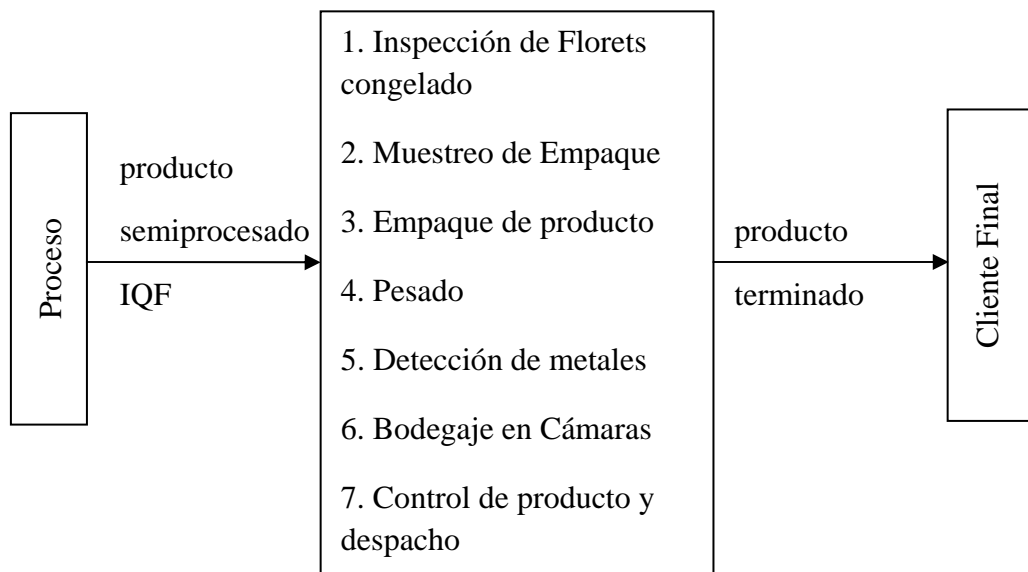 Proceso
producto
semiprocesado
IQF
1. Inspección de Florets
congelado
2. Muestreo de Empaque
3. Empaque de producto
4. Pesado
5. Detección de metales
6. Bodegaje en Cámaras
7. Control de producto y
despacho
producto
terminado
Cliente Final